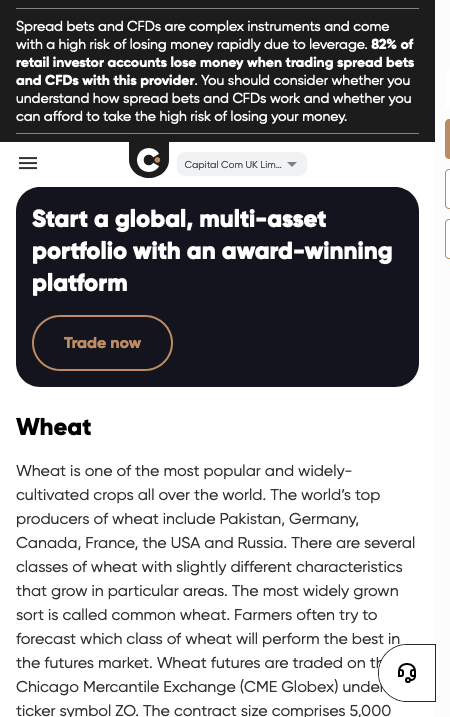 Spread bets and CFDs are complex instruments and come
with a high risk of losing money rapidly due to leverage. 82% of
retail investor accounts lose money when trading spread bets
and CFDs with this provider. You should consider whether you
understand how spread bets and CFDs work and whether you
can afford to take the high risk of losing your money.
Capital Com UK Lim...
Start a global, multi-asset
portfolio with an award-winning
platform
Trade now
Wheat
Wheat is one of the most popular and widely-
cultivated crops all over the world. The world's top
producers of wheat include Pakistan, Germany,
Canada, France, the USA and Russia. There are several
classes of wheat with slightly different characteristics
that grow in particular areas. The most widely grown
sort is called common wheat. Farmers often try to
forecast which class of wheat will perform the best in
the futures market. Wheat futures are traded on
Chicago Mercantile Exchange (CME Globex) under
ticker symbol ZO. The contract size comprises 5,000